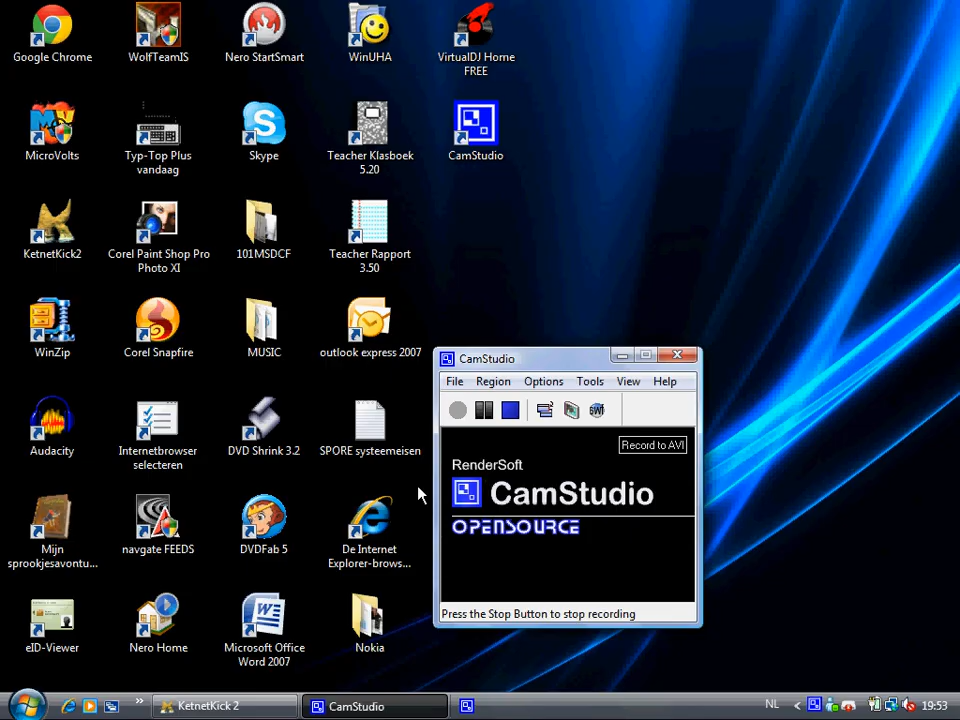 Google Chrome
WolfTeamIS
Nero StartSmart
WinUHA
VirtualDJ Home
FREE
MicroVolts
Typ-Top Plus
vandaag
Skype
Teacher Klasboek
5.20
CamStudio
KetnetKick2
Corel Paint Shop Pro
Photo XI
101MSDCF
Teacher Rapport
3.50
WinZip
Corel Snapfire
MUSIC
outlook express 2007
Audacity
Internetbrowser
selecteren
DVD Shrink 3.2
SPORE systeemeisen
Mijn
sprookjesavontu...
navgate FEEDS
DVDFab 5
De Internet
Explorer-brows...
eID-Viewer
Nero Home
Microsoft Office
Word 2007
Nokia
CamStudio
File Region Options Tools View Help
SWF
Record to AVI
RenderSoft
CamStudio
OPENSOURCE
Press the Stop Button to stop recording
KetnetKick 2
CamStudio
NL
19:53